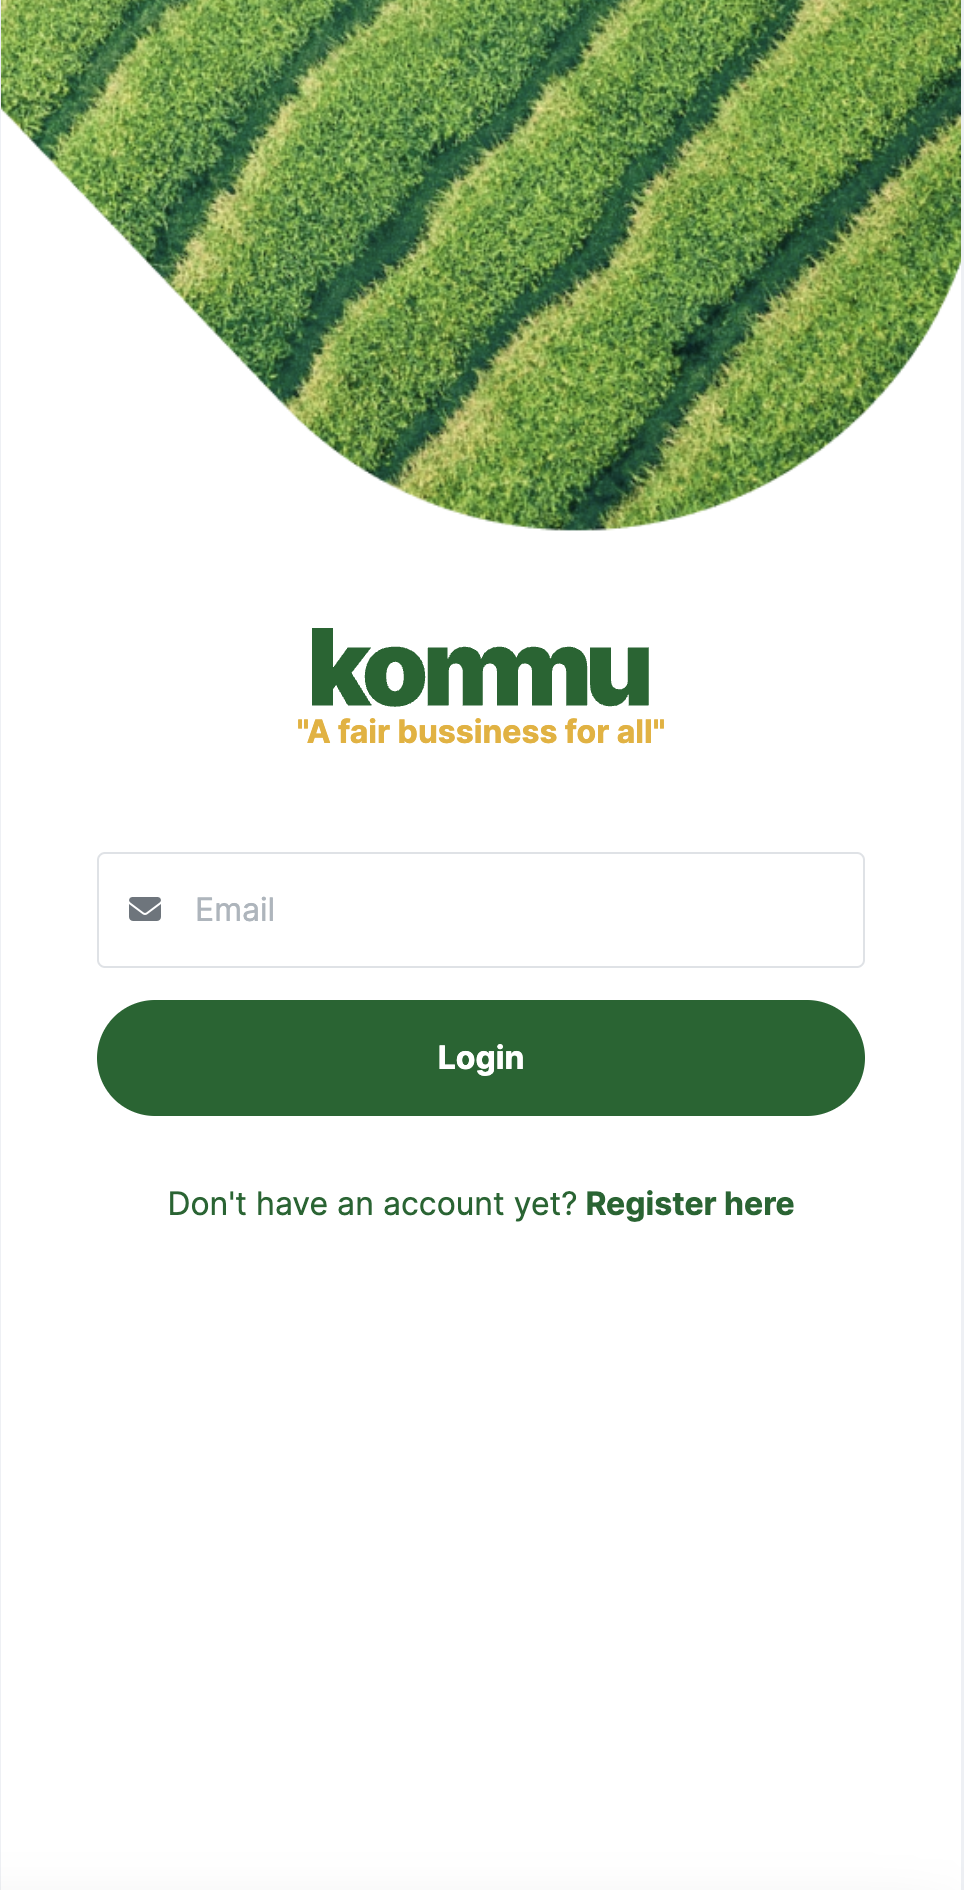 kommu
"A fair bussiness for all"
Email
Login
Don't have an account yet? Register here